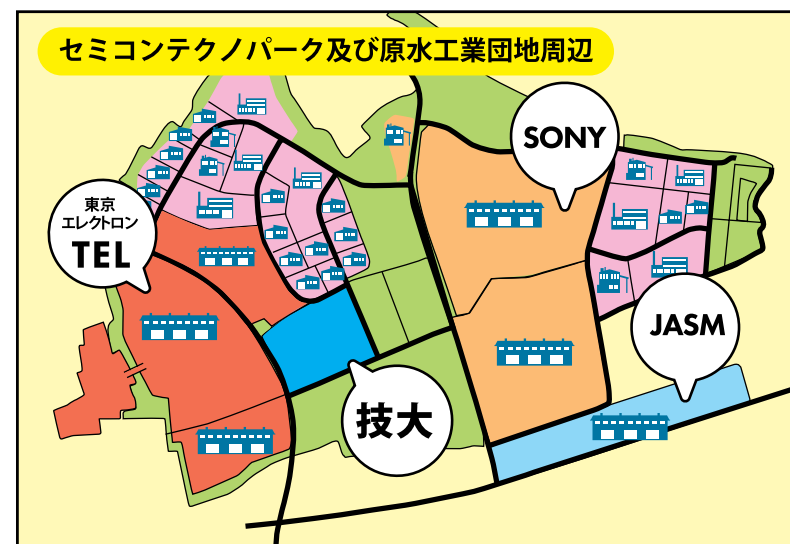 セミコンテクノパーク及び原水工業団地周辺
SONY
東京
エレクトロン
TEL
JASM
技大